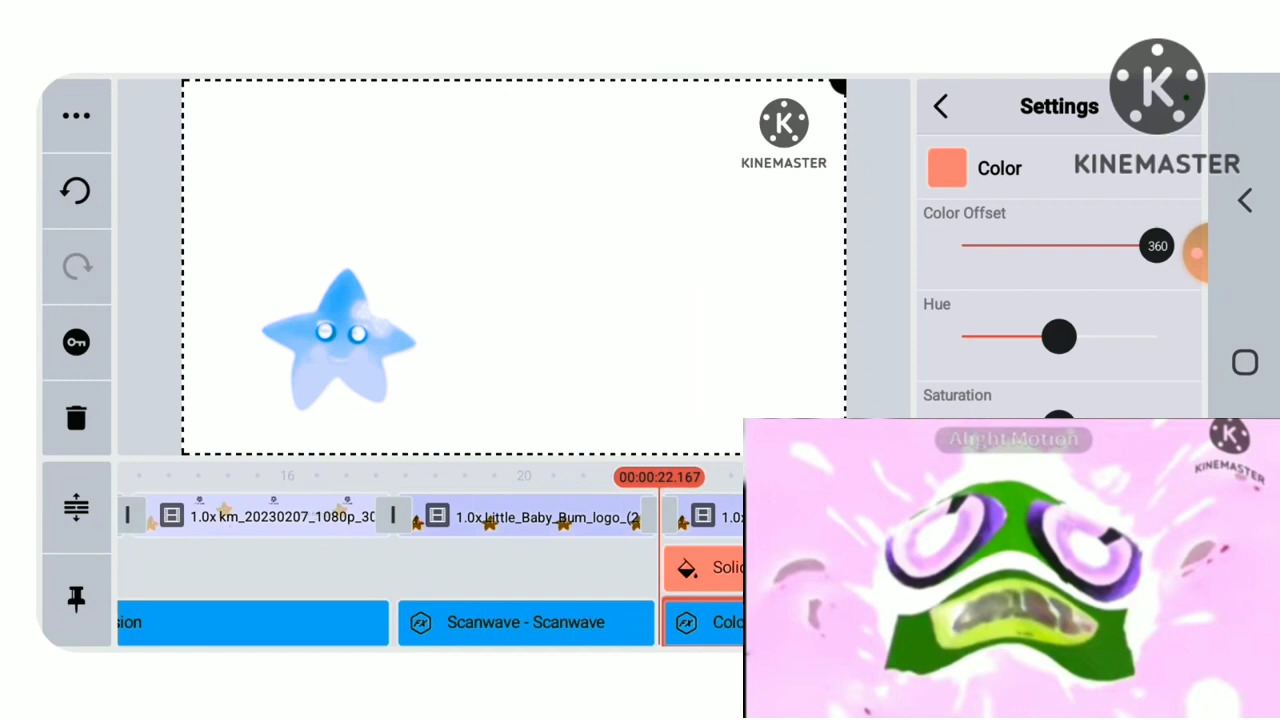 Settings
KINEMASTER
Color
KINEMASTER
Color Offset
360
Hue
Saturation
16
20
00:00:22.167
1.0x km_20230207_1080p_30
1.0x Little_Baby_Bum_logo_(2
1.0
Solid
sion
Scanwave - Scanwave
Colo
Alight Motion
KINEMASTER